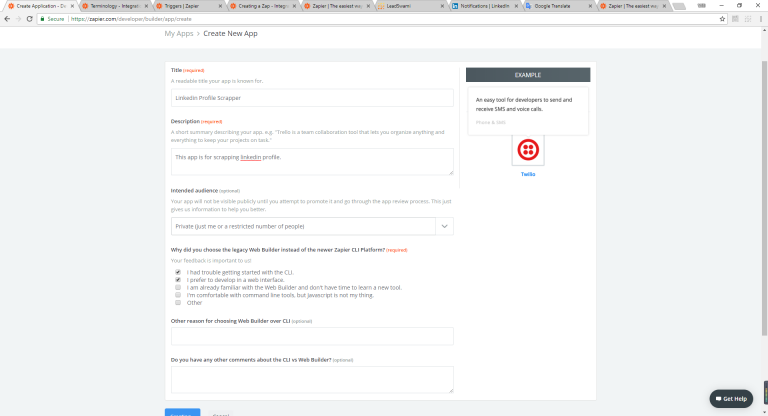 Create Application - De
Terminology - Integrati
Triggers | Zapier
Creating a Zap - Integr
Zapier | The easiest way
LeadSwami
Notifications | LinkedIn
Google Translate
Zapier | The easiest way
Secure https://zapier.com/developer/builder/app/create
My Apps > Create New App
Title (required)
A readable title your app is known for.
Linkedin Profile Scrapper
Description (required)
A short summary describing your app, e.g. "Trello is a team collaboration tool that lets you organize anything and
everything to keep your projects on task."
This app is for scrapping linkedin profile.
Intended audience (optional)
Your app will not be visible publicly until you attempt to promote it and go through the app review process. This just
gives us information to help you better.
Private (just me or a restricted number of people)
Why did you choose the legacy Web Builder instead of the newer Zapier CLI Platform? (required)
Your feedback is important to us!
I had trouble getting started with the CLI.
I prefer to develop in a web interface.
I am already familiar with the Web Builder and don't have time to learn a new tool.
I'm comfortable with command line tools, but Javascript is not my thing.
Other
Other reason for choosing Web Builder over CLI (optional)
Do you have any other comments about the CLI vs Web Builder? (optional)
EXAMPLE
An easy tool for developers to send and
receive SMS and voice calls.
Phone & SMS
Twilio
Get Help